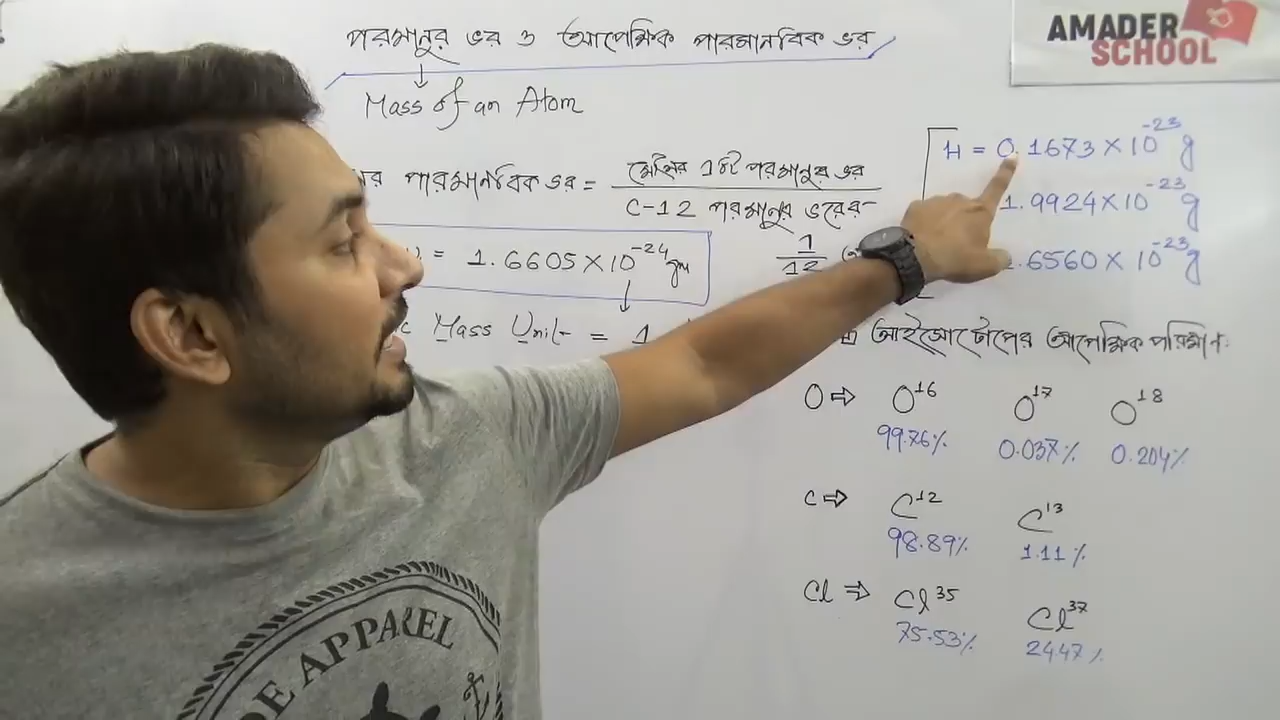 পরমানুর ভর ও আপেক্ষিক পারমানবিক ভর
Mass of an Atom
পারমানবিক ভর = মৌলের ১টি পরমানুর ভর
C-12 পরমানুর ভরের
1/12
= 1.6605×10⁻²⁴ gm
Mass Unit = 1
AMADER
SCHOOL
H = 0.1673×10⁻²³ g
1.9924×10⁻²³ g
.6560×10⁻²³ g
আইসোটোপের আপেক্ষিক পরিমাণ:
O ⇒ O¹⁶ O¹⁷ O¹⁸
99.76% 0.037% 0.204%
C ⇒ C¹² C¹³
98.89% 1.11%
Cl ⇒ Cl³⁵ Cl³⁷
75.53% 24.47%
APPAREL